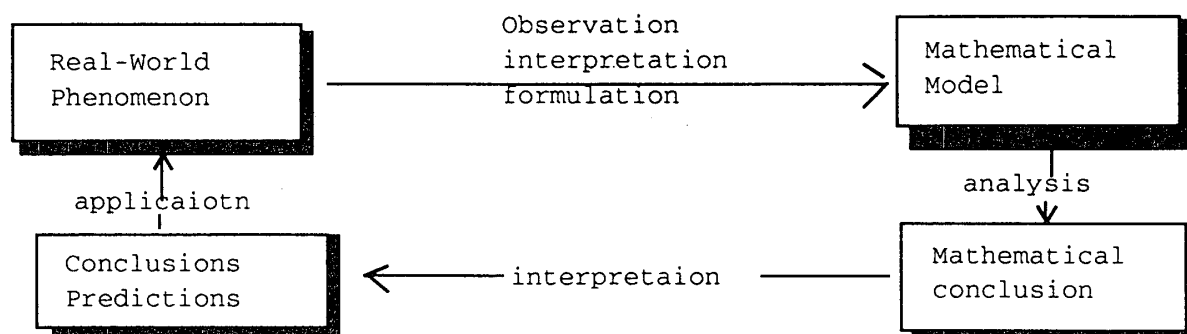 Real-World
Phenomenon
Observation
interpretation
formulation
Mathematical
Model
applicaiotn
analysis
Conclusions
Predictions
interpretaion
Mathematical
conclusion